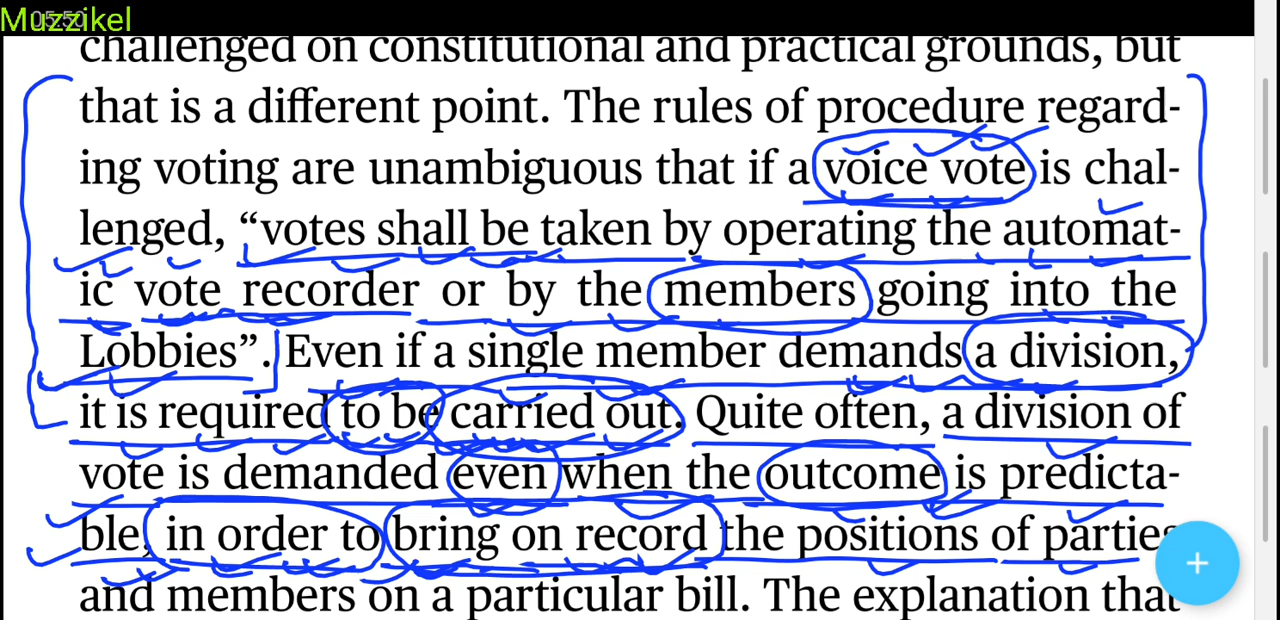 Muzzikel
05:50
challenged on constitutional and practical grounds, but
that is a different point. The rules of procedure regard-
ing voting are unambiguous that if a voice vote is chal-
lenged, “votes shall be taken by operating the automat-
ic vote recorder or by the members going into the
Lobbies”. Even if a single member demands a division,
it is required to be carried out. Quite often, a division of
vote is demanded even when the outcome is predicta-
ble, in order to bring on record the positions of parties
and members on a particular bill. The explanation that